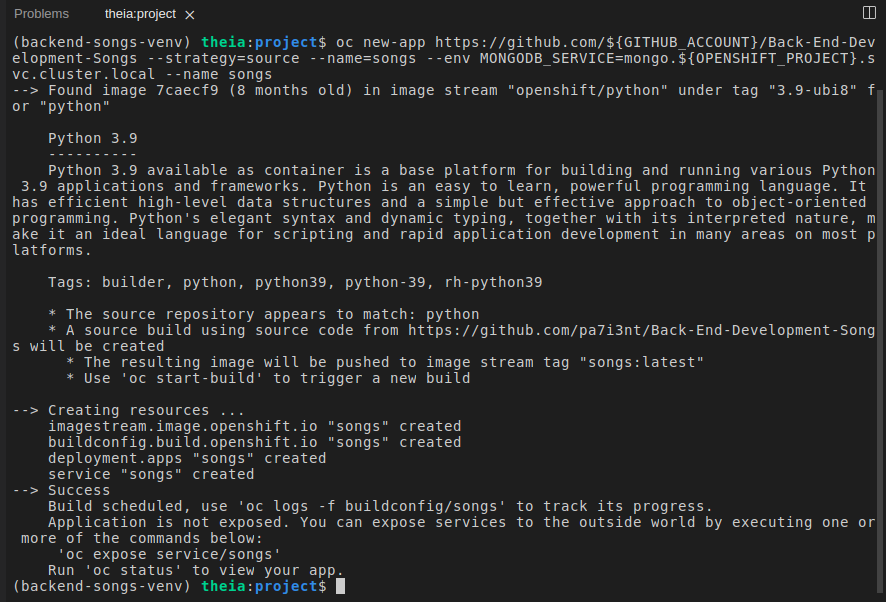 Problems theia:project ×
(backend-songs-venv) theia:project$ oc new-app https://github.com/${GITHUB_ACCOUNT}/Back-End-Dev
elopment-Songs --strategy=source --name=songs --env MONGODB_SERVICE=mongo.${OPENSHIFT_PROJECT}.s
vc.cluster.local --name songs
--> Found image 7caecf9 (8 months old) in image stream "openshift/python" under tag "3.9-ubi8" f
or "python"
Python 3.9
----------
Python 3.9 available as container is a base platform for building and running various Python
3.9 applications and frameworks. Python is an easy to learn, powerful programming language. It
has efficient high-level data structures and a simple but effective approach to object-oriented
programming. Python's elegant syntax and dynamic typing, together with its interpreted nature, m
ake it an ideal language for scripting and rapid application development in many areas on most p
latforms.
Tags: builder, python, python39, python-39, rh-python39
* The source repository appears to match: python
* A source build using source code from https://github.com/pa7i3nt/Back-End-Development-Song
s will be created
* The resulting image will be pushed to image stream tag "songs:latest"
* Use 'oc start-build' to trigger a new build
--> Creating resources ...
imagestream.image.openshift.io "songs" created
buildconfig.build.openshift.io "songs" created
deployment.apps "songs" created
service "songs" created
--> Success
Build scheduled, use 'oc logs -f buildconfig/songs' to track its progress.
Application is not exposed. You can expose services to the outside world by executing one or
more of the commands below:
'oc expose service/songs'
Run 'oc status' to view your app.
(backend-songs-venv) theia:project$